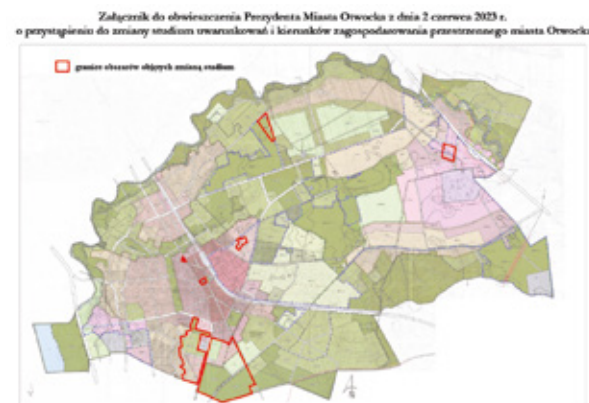 Załącznik do obwieszczenia Prezydenta Miasta Otwocka z dnia 2 czerwca 2023 r.
o przystąpieniu do zmiany studium uwarunkowań i kierunków zagospodarowania przestrzennego miasta Otwocka
granice obszarów objętych zmianą studium